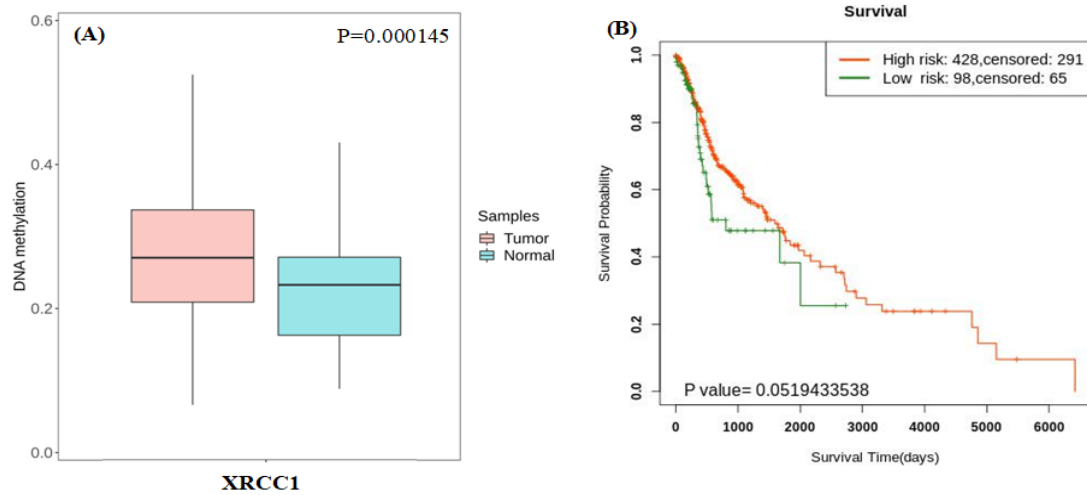 (A)
P=0.000145
0.6
0.4
0.2
0.0
DNA methylation
XRCC1
Samples
Tumor
Normal
Survival
(B)
High risk: 428,censored: 291
Low risk: 98,censored: 65
1.0
0.8
0.6
0.4
0.2
0.0
Survival Probability
P value= 0.0519433538
0 1000 2000 3000 4000 5000 6000
Survival Time(days)